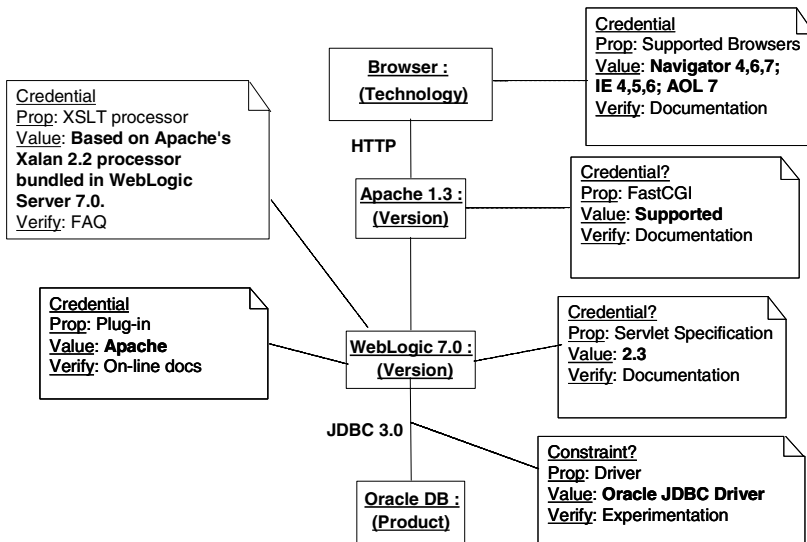 Credential
Prop: Supported Browsers
Value: Navigator 4,6,7;
IE 4,5,6; AOL 7
Verify: Documentation
Browser :
(Technology)
Credential
Prop: XSLT processor
Value: Based on Apache's
Xalan 2.2 processor
bundled in WebLogic
Server 7.0.
Verify: FAQ
HTTP
Apache 1.3 :
(Version)
Credential?
Prop: FastCGI
Value: Supported
Verify: Documentation
Credential
Prop: Plug-in
Value: Apache
Verify: On-line docs
WebLogic 7.0 :
(Version)
Credential?
Prop: Servlet Specification
Value: 2.3
Verify: Documentation
JDBC 3.0
Constraint?
Prop: Driver
Value: Oracle JDBC Driver
Verify: Experimentation
Oracle DB :
(Product)